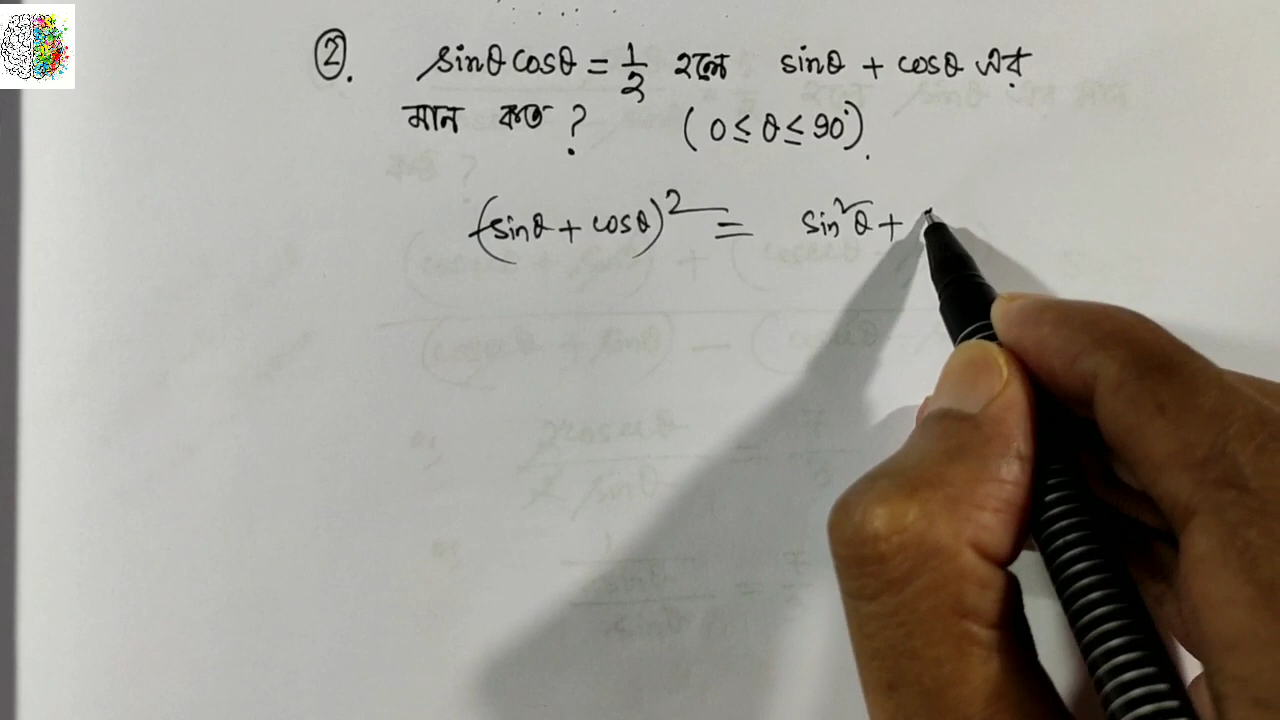 ②. sinθ cosθ = 1/2 হলে sinθ + cosθ এর
মান কত ? (0 ≤ θ ≤ 90°).
(sinθ + cosθ)² = sin²θ +